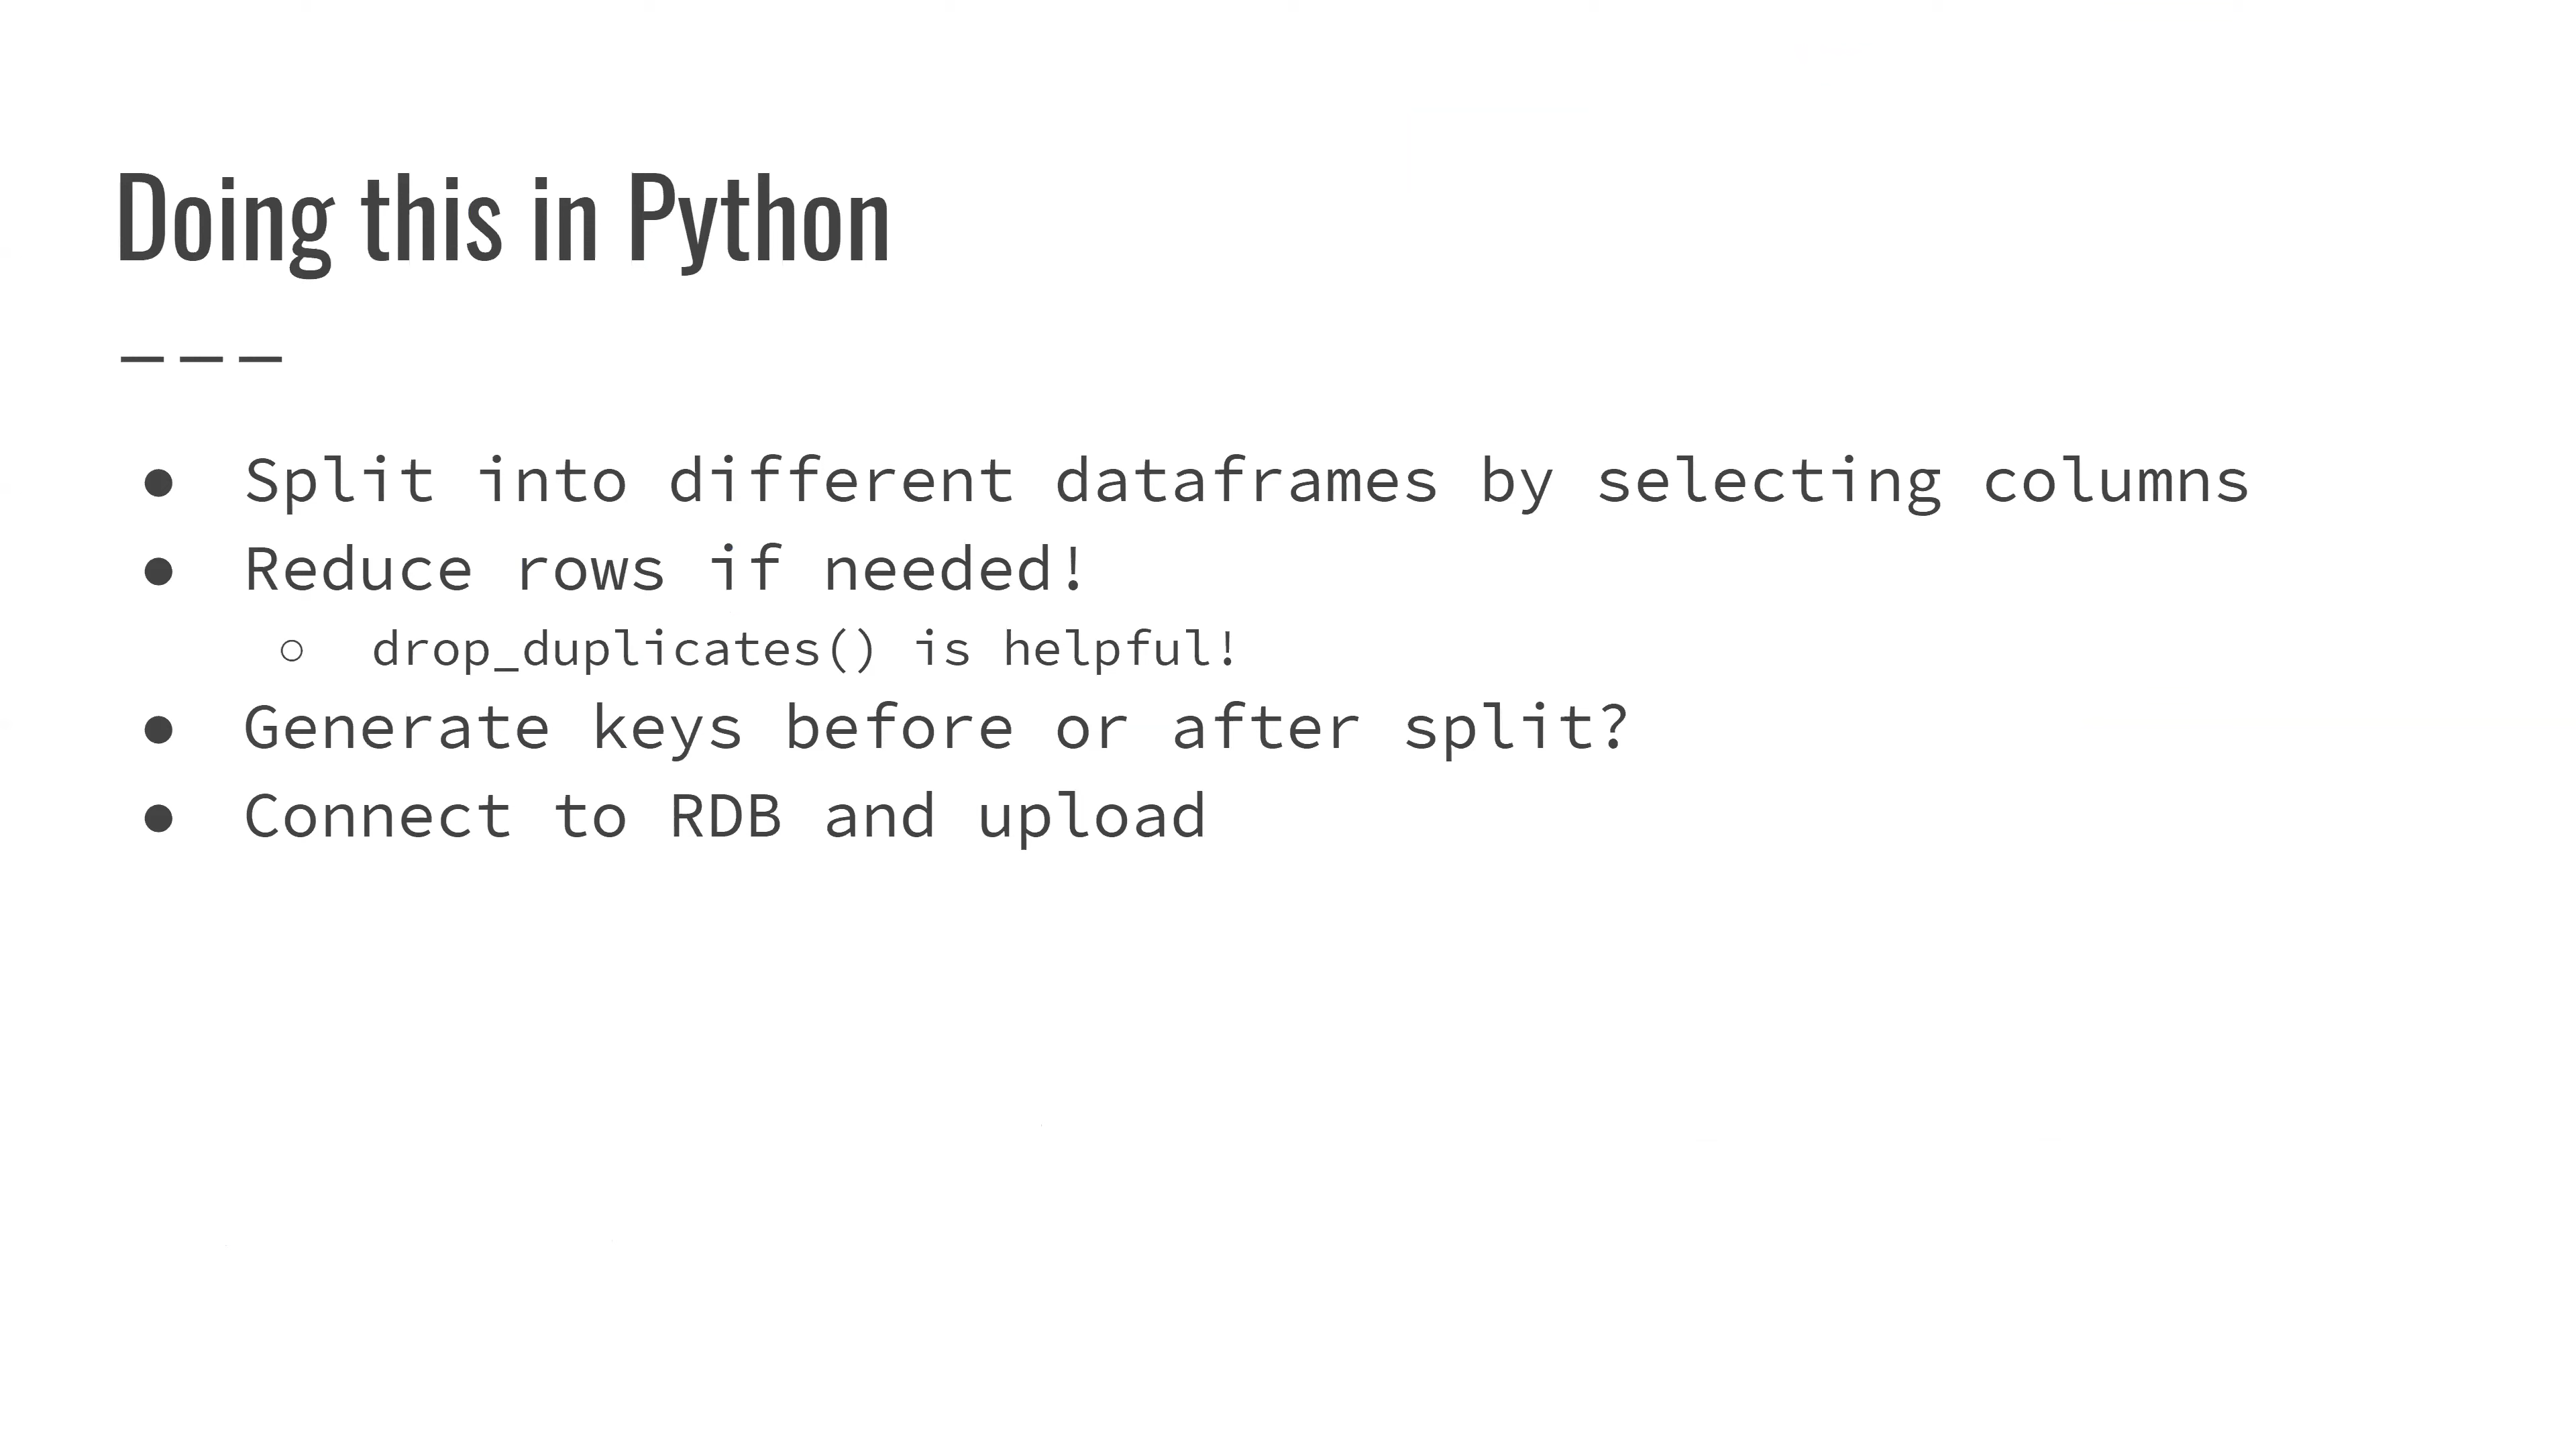 Doing this in Python
● Split into different dataframes by selecting columns
● Reduce rows if needed!
○ drop_duplicates() is helpful!
● Generate keys before or after split?
● Connect to RDB and upload